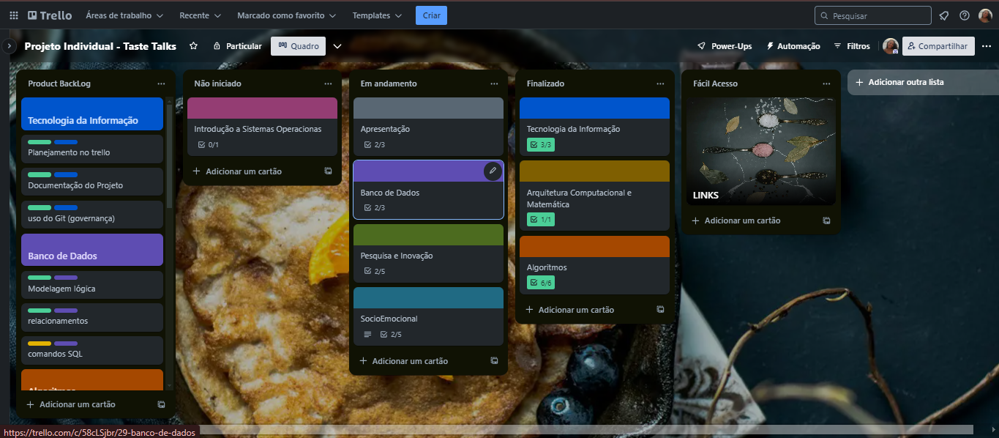 Trello
Áreas de trabalho
Recente
Marcado como favorito
Templates
Criar
Pesquisar
Projeto Individual - Taste Talks
Particular
Quadro
Power-Ups
Automação
Filtros
Compartilhar
Product BackLog
Tecnologia da Informação
Planejamento no trello
Documentação do Projeto
uso do Git (governança)
Banco de Dados
Modelagem lógica
relacionamentos
comandos SQL
Algoritmos
Adicionar um cartão
Não iniciado
Introdução a Sistemas Operacionas
0/1
Adicionar um cartão
Em andamento
Apresentação
2/3
Banco de Dados
2/3
Pesquisa e Inovação
2/5
SocioEmocional
2/5
Adicionar um cartão
Finalizado
Tecnologia da Informação
3/3
Arquitetura Computacional e
Matemática
1/1
Algoritmos
6/6
Adicionar um cartão
Fácil Acesso
LINKS
Adicionar um cartão
Adicionar outra lista
https://trello.com/c/58cLSjbr/29-banco-de-dados